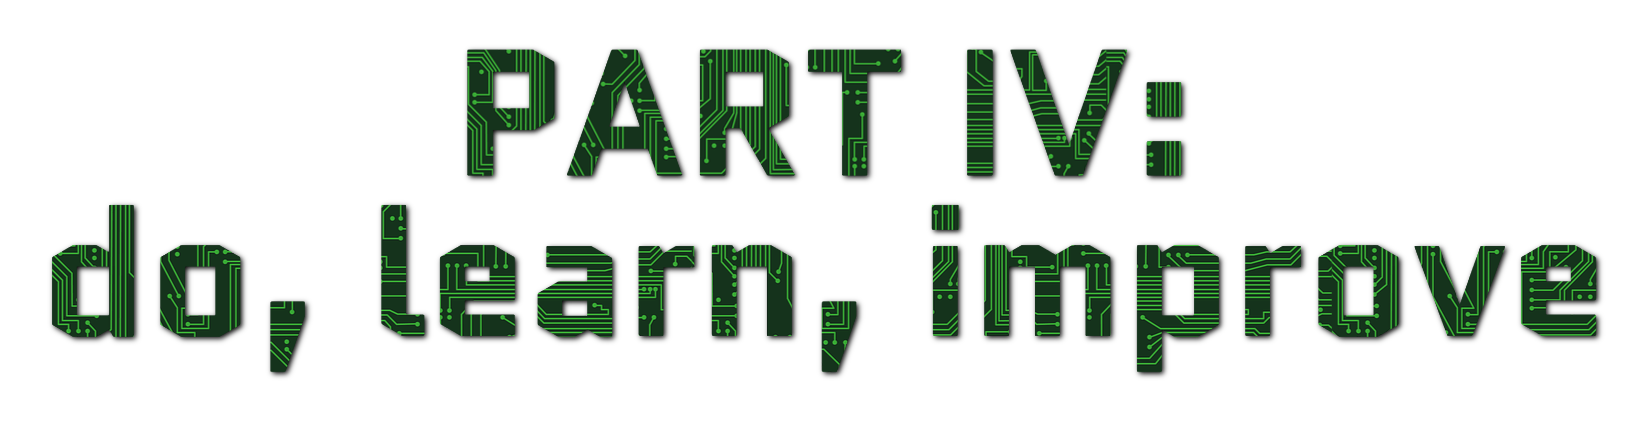 PART IV:
do, learn, improve